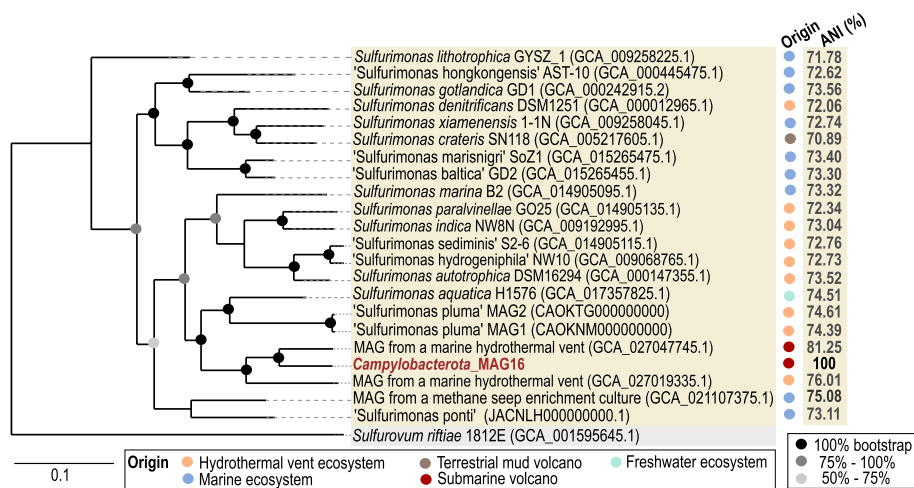 Origin ANI (%)
Sulfurimonas lithotrophica GYSZ_1 (GCA_009258225.1) 71.78
'Sulfurimonas hongkongensis' AST-10 (GCA_000445475.1) 72.62
Sulfurimonas gotlandica GD1 (GCA_000242915.2) 73.56
Sulfurimonas denitrificans DSM1251 (GCA_000012965.1) 72.06
Sulfurimonas xiamenensis 1-1N (GCA_009258045.1) 72.74
Sulfurimonas crateris SN118 (GCA_005217605.1) 70.89
'Sulfurimonas marisnigri' SoZ1 (GCA_015265475.1) 73.40
'Sulfurimonas baltica' GD2 (GCA_015265455.1) 73.30
Sulfurimonas marina B2 (GCA_014905095.1) 73.32
Sulfurimonas paralvinellae GO25 (GCA_014905135.1) 72.34
Sulfurimonas indica NW8N (GCA_009192995.1) 73.04
'Sulfurimonas sediminis' S2-6 (GCA_014905115.1) 72.76
'Sulfurimonas hydrogeniphila' NW10 (GCA_009068765.1) 72.73
Sulfurimonas autotrophica DSM16294 (GCA_000147355.1) 73.52
Sulfurimonas aquatica H1576 (GCA_017357825.1) 74.51
'Sulfurimonas pluma' MAG2 (CAOKTG000000000) 74.61
'Sulfurimonas pluma' MAG1 (CAOKNM000000000) 74.39
MAG from a marine hydrothermal vent (GCA_027047745.1) 81.25
Campylobacterota_MAG16 100
MAG from a marine hydrothermal vent (GCA_027019335.1) 76.01
MAG from a methane seep enrichment culture (GCA_021107375.1) 75.08
'Sulfurimonas ponti' (JACNLH000000000.1) 73.11
Sulfurovum riftiae 1812E (GCA_001595645.1)
0.1
Origin
Hydrothermal vent ecosystem
Marine ecosystem
Terrestrial mud volcano
Submarine volcano
Freshwater ecosystem
100% bootstrap
75% - 100%
50% - 75%